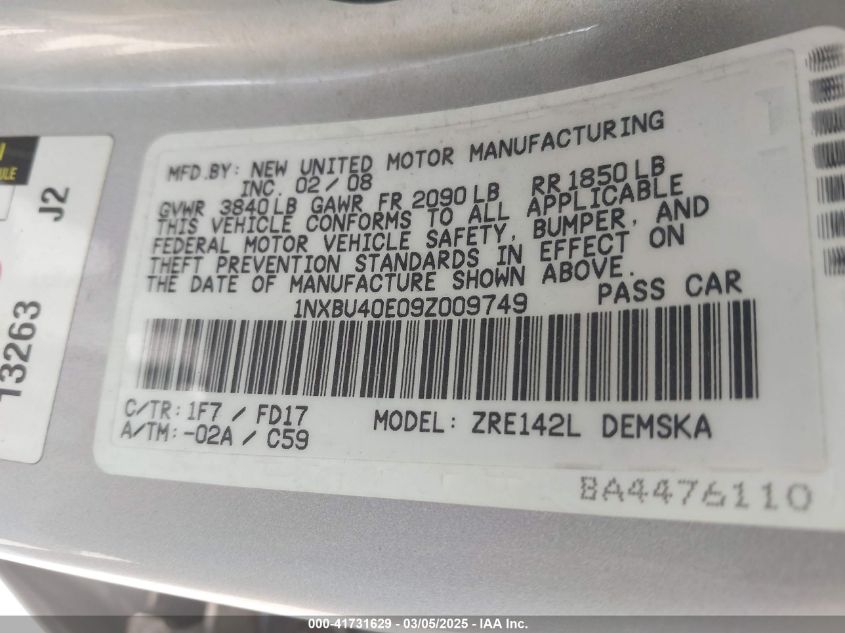 MFD.BY: NEW UNITED MOTOR MANUFACTURING
INC. 02/08
GVWR 3840LB GAWR FR 2090LB RR1850LB
THIS VEHICLE CONFORMS TO ALL APPLICABLE
FEDERAL MOTOR VEHICLE SAFETY, BUMPER, AND
THEFT PREVENTION STANDARDS IN EFFECT ON
THE DATE OF MANUFACTURE SHOWN ABOVE.
1NXBU40E09Z009749 PASS CAR
C/TR: 1F7 / FD17
A/TM: -02A / C59
MODEL: ZRE142L DEMSKA
BA4476110
J2
13263
000-41731629 - 03/05/2025 - IAA Inc.